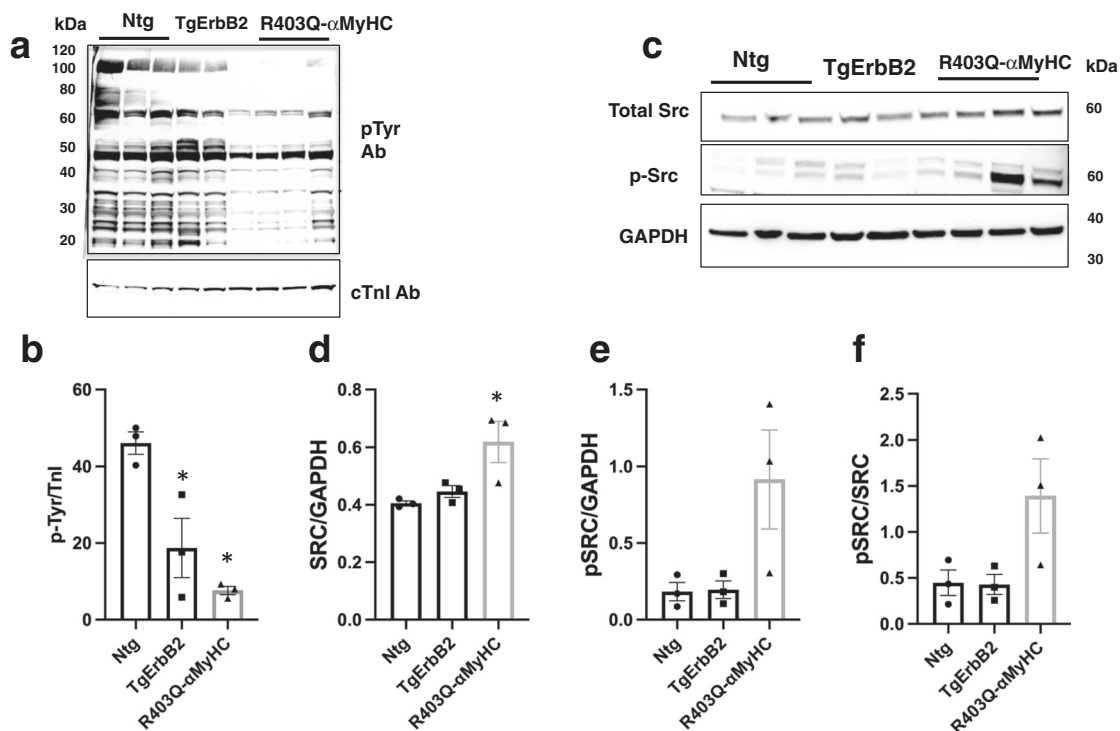 a
kDa
Ntg TgErbB2 R403Q-αMyHC
120
100
80
60
50
40
30
20
pTyr
Ab
cTnI Ab
c
Ntg TgErbB2 R403Q-αMyHC
kDa
Total Src
60
p-Src
60
GAPDH
40
30
b
p-Tyr/TnI
60
40
20
0
*
*
Ntg
TgErbB2
R403Q-αMyHC
d
SRC/GAPDH
0.8
0.6
0.4
0.2
0.0
*
Ntg
TgErbB2
R403Q-αMyHC
e
pSRC/GAPDH
1.5
1.0
0.5
0.0
Ntg
TgErbB2
R403Q-αMyHC
f
pSRC/SRC
2.5
2.0
1.5
1.0
0.5
0.0
Ntg
TgErbB2
R403Q-αMyHC